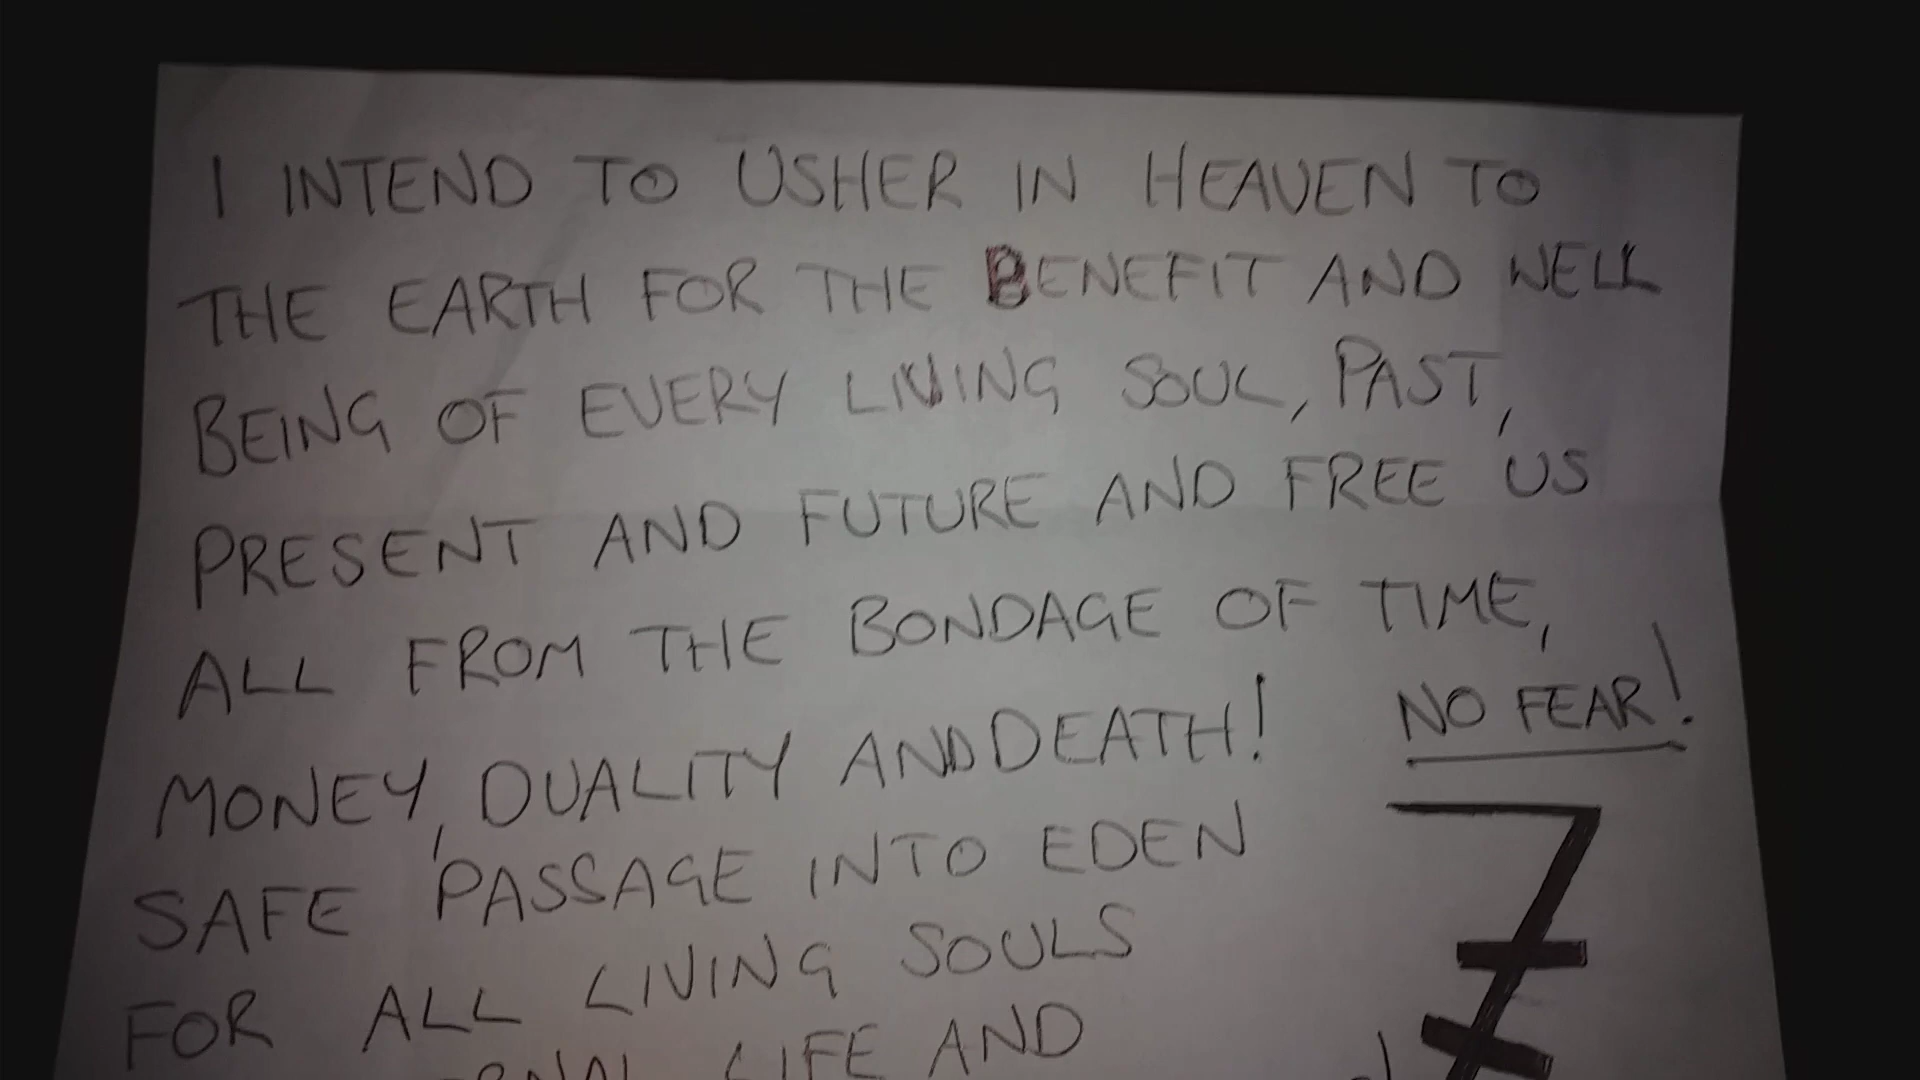 I INTEND TO USHER IN HEAVEN TO
THE EARTH FOR THE BENEFIT AND WELL
BEING OF EVERY LIVING SOUL, PAST,
PRESENT AND FUTURE AND FREE US
ALL FROM THE BONDAGE OF TIME,
MONEY, DUALITY AND DEATH!
NO FEAR!
SAFE PASSAGE INTO EDEN
7
FOR ALL LIVING SOULS
LIFE AND